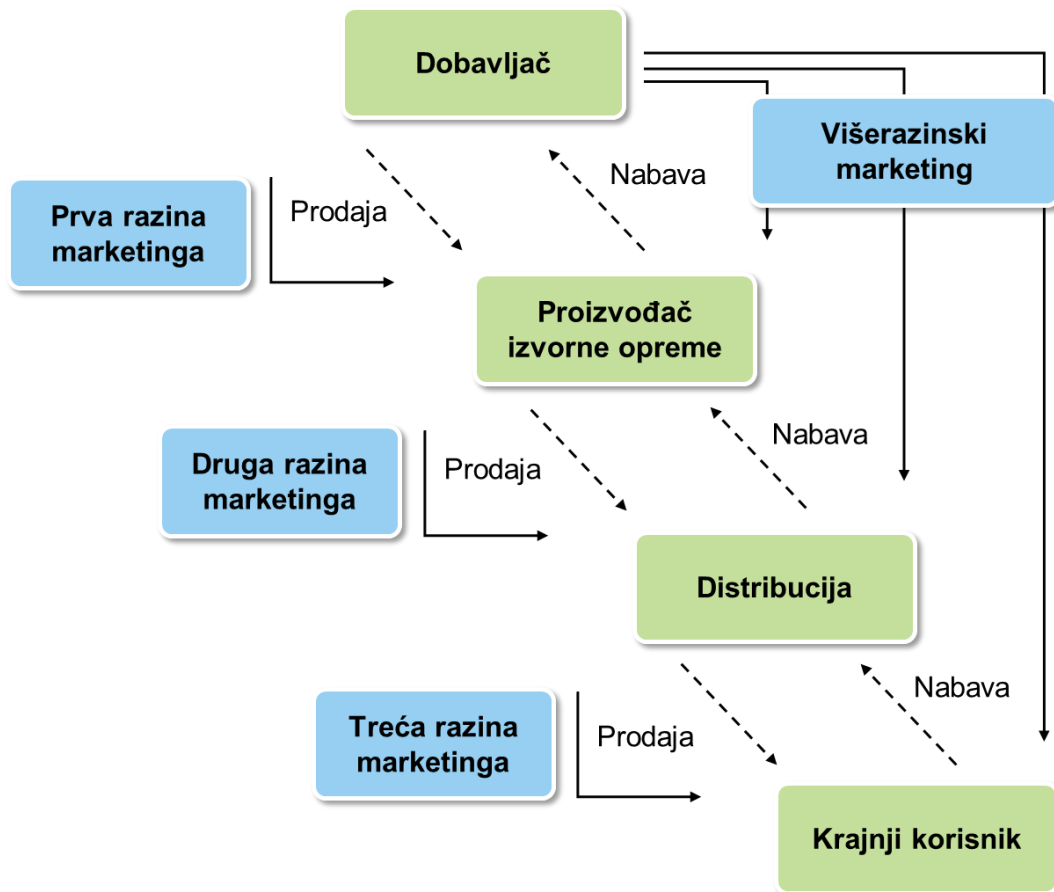 Dobavljač
Višerazinski
marketing
Nabava
Prva razina
marketinga
Prodaja
Proizvođač
izvorne opreme
Nabava
Druga razina
marketinga
Prodaja
Distribucija
Nabava
Treća razina
marketinga
Prodaja
Krajnji korisnik